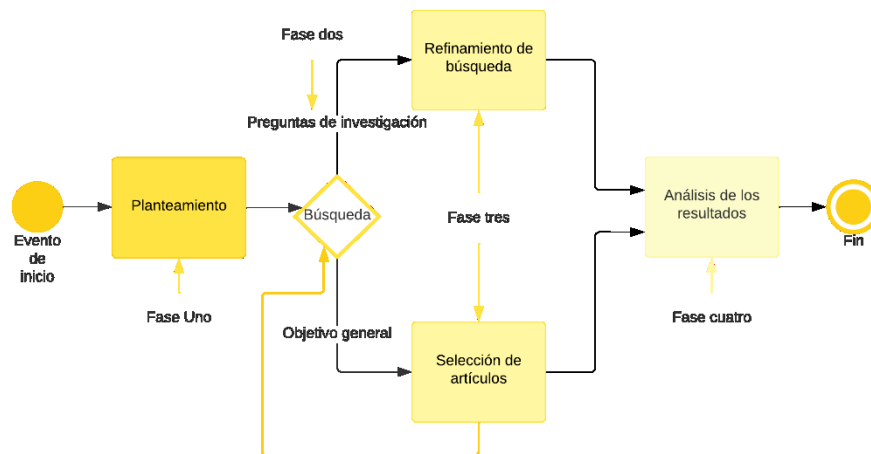 Fase dos
Refinamiento de
búsqueda
Preguntas de investigación
Planteamiento
Búsqueda
Fase tres
Análisis de los
resultados
Evento
de
inicio
Fin
Fase Uno
Objetivo general
Fase cuatro
Selección de
artículos